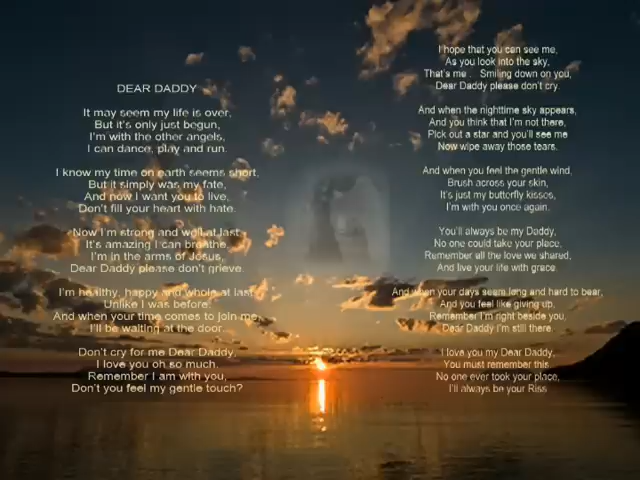 DEAR DADDY
It may seem my life is over,
But it's only just begun,
I'm with the other angels,
I can dance, play and run.
I know my time on earth seems short,
But it simply was my fate,
And now I want you to live,
Don't fill your heart with hate.
Now I'm strong and well at last,
It's amazing I can breathe,
I'm in the arms of Jesus,
Dear Daddy please don't grieve.
I'm healthy, happy and whole at last,
Unlike I was before,
And when your time comes to join me,
I'll be waiting at the door.
Don't cry for me Dear Daddy,
I love you oh so much,
Remember I am with you,
Don't you feel my gentle touch?
I hope that you can see me,
As you look into the sky,
That's me . Smiling down on you,
Dear Daddy please don't cry.
And when the nighttime sky appears,
And you think that I'm not there,
Pick out a star and you'll see me
Now wipe away those tears.
And when you feel the gentle wind,
Brush across your skin,
It's just my butterfly kisses,
I'm with you once again.
You'll always be my Daddy,
No one could take your place,
Remember all the love we shared,
And live your life with grace.
And when your days seem long and hard to bear,
And you feel like giving up,
Remember I'm right beside you,
Dear Daddy I'm still there.
I love you my Dear Daddy,
You must remember this
No one ever took your place,
I'll always be your Riss